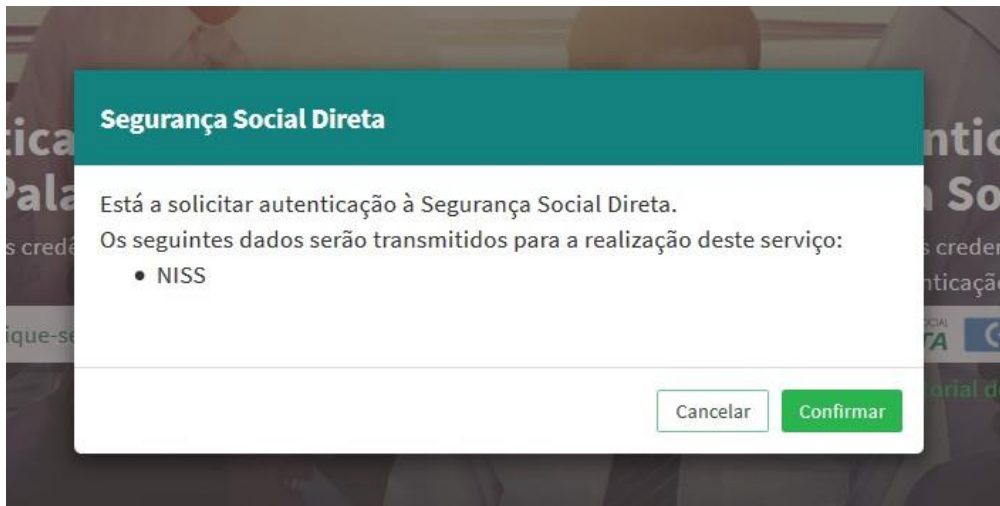 Segurança Social Direta
Está a solicitar autenticação à Segurança Social Direta.
Os seguintes dados serão transmitidos para a realização deste serviço:
• NISS
Cancelar
Confirmar